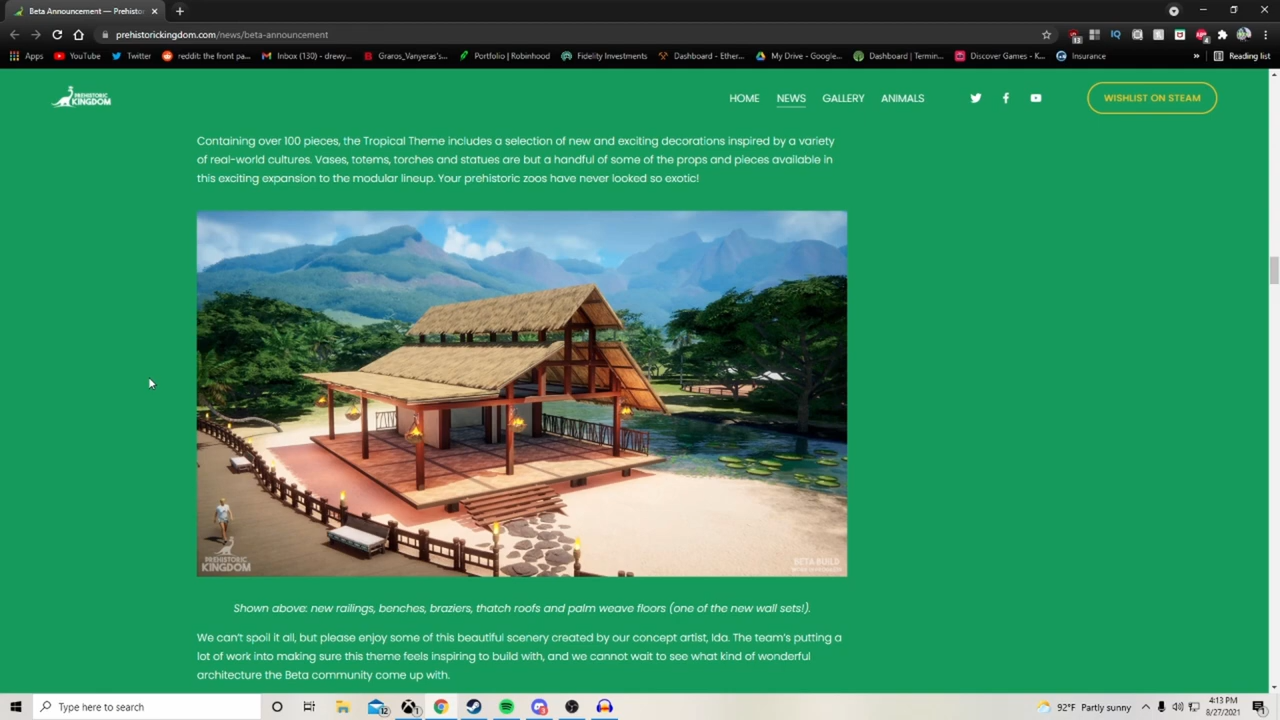 Beta Announcement — Prehistor
prehistorickingdom.com/news/beta-announcement
Apps
YouTube
Twitter
reddit: the front pa...
Inbox (130) - drewy...
Graros_Vanyeras's...
Portfolio | Robinhood
Fidelity Investments
Dashboard - Ether...
My Drive - Google...
Dashboard | Termin...
Discover Games - K...
Insurance
Reading list
PREHISTORIC KINGDOM
HOME NEWS GALLERY ANIMALS
WISHLIST ON STEAM
Containing over 100 pieces, the Tropical Theme includes a selection of new and exciting decorations inspired by a variety
of real-world cultures. Vases, totems, torches and statues are but a handful of some of the props and pieces available in
this exciting expansion to the modular lineup. Your prehistoric zoos have never looked so exotic!
PREHISTORIC
KINGDOM
BETA BUILD
Shown above: new railings, benches, braziers, thatch roofs and palm weave floors (one of the new wall sets!).
We can't spoil it all, but please enjoy some of this beautiful scenery created by our concept artist, Ida. The team's putting a
lot of work into making sure this theme feels inspiring to build with, and we cannot wait to see what kind of wonderful
architecture the Beta community come up with.
Type here to search
92°F Partly sunny
4:13 PM
8/27/2021